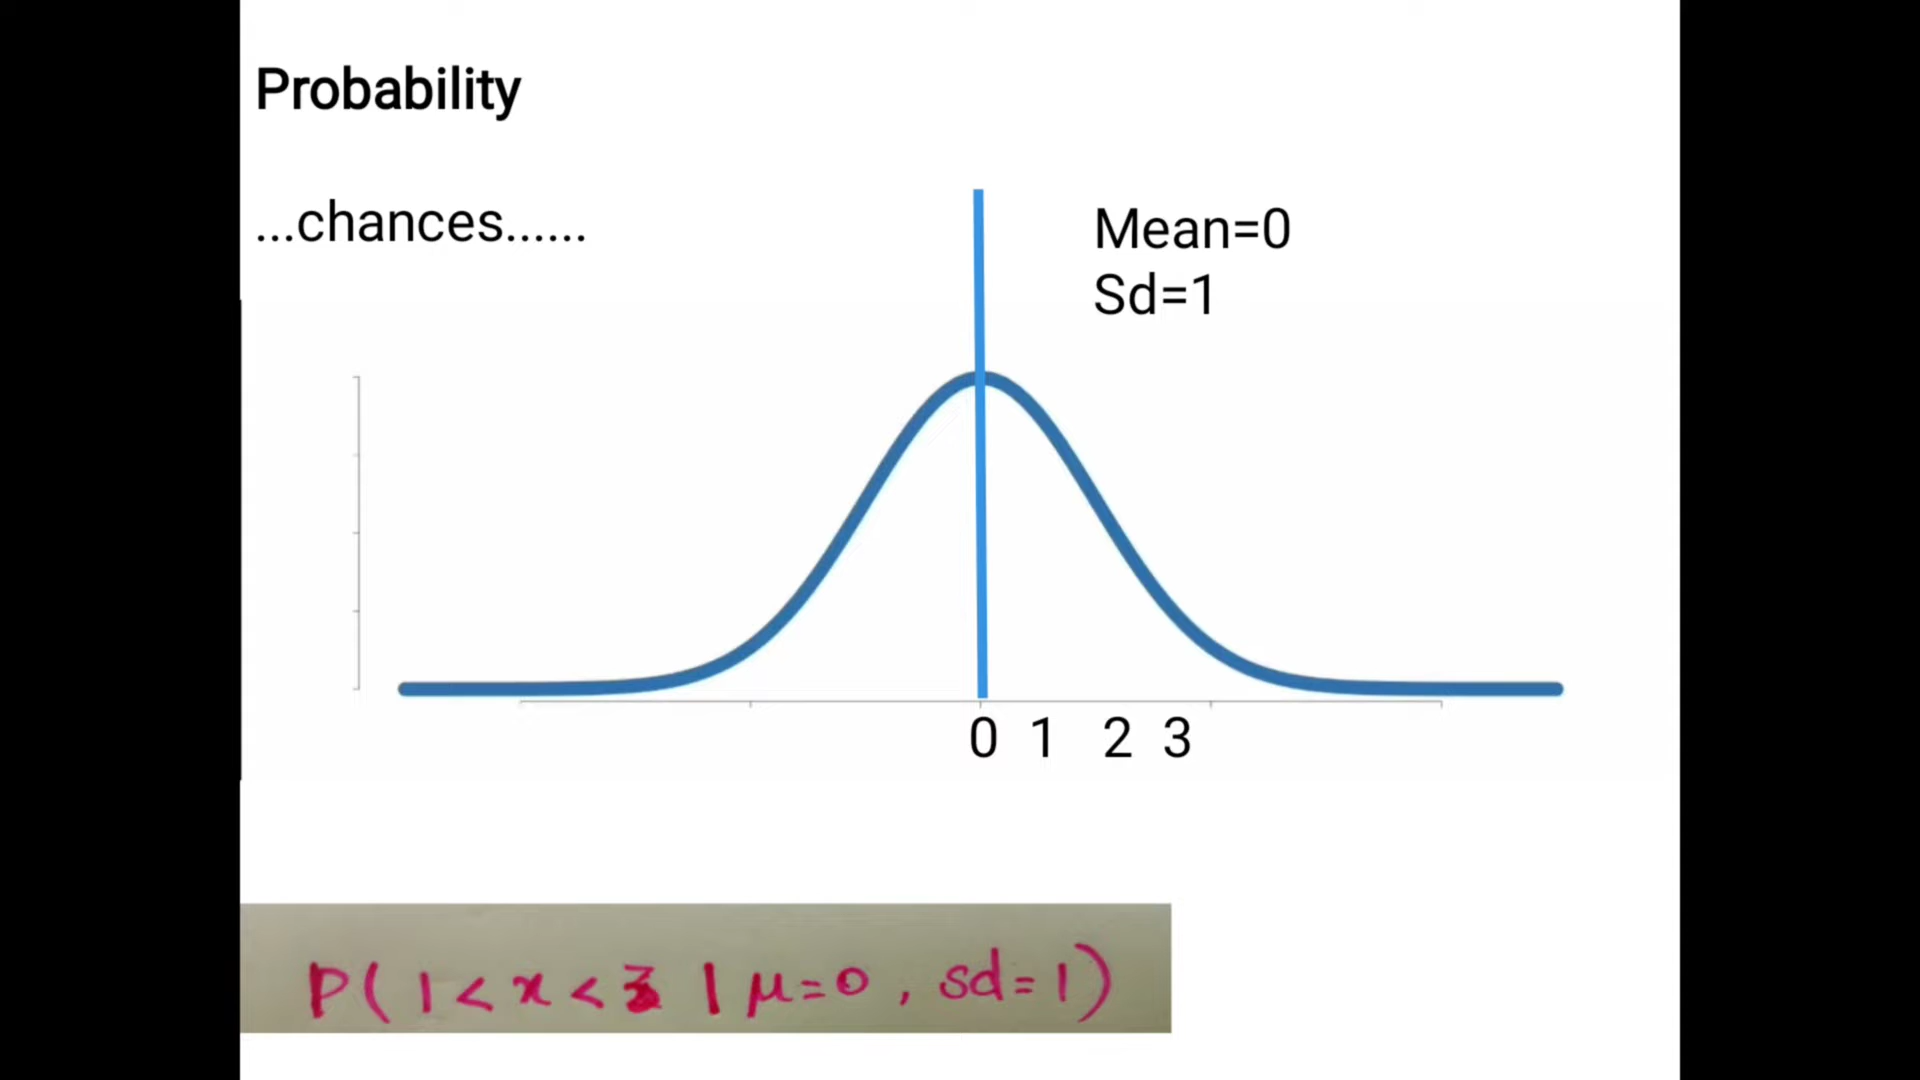 Probability
...chances......
Mean=0
Sd=1
0 1 2 3
P( 1 < x < 3 | μ = 0 , sd = 1 )